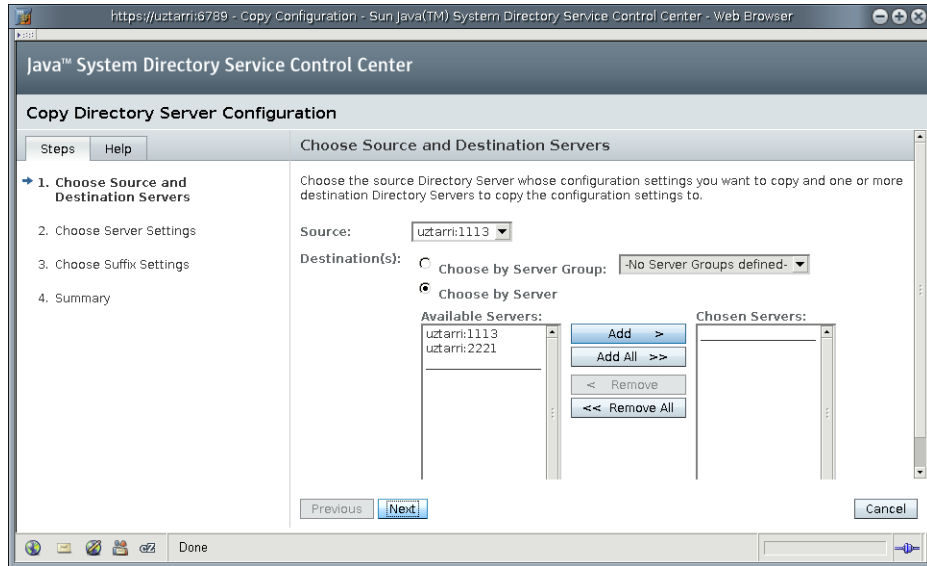 https://uztarri:6789 - Copy Configuration - Sun Java(TM) System Directory Service Control Center - Web Browser
Java™ System Directory Service Control Center
Copy Directory Server Configuration
Steps
Help
1. Choose Source and
Destination Servers
2. Choose Server Settings
3. Choose Suffix Settings
4. Summary
Choose Source and Destination Servers
Choose the source Directory Server whose configuration settings you want to copy and one or more
destination Directory Servers to copy the configuration settings to.
Source: uztarri:1113
Destination(s): Choose by Server Group: -No Server Groups defined-
Choose by Server
Available Servers:
uztarri:1113
uztarri:2221
Add >
Add All >>
< Remove
<< Remove All
Chosen Servers:
Previous
Next
Cancel
Done